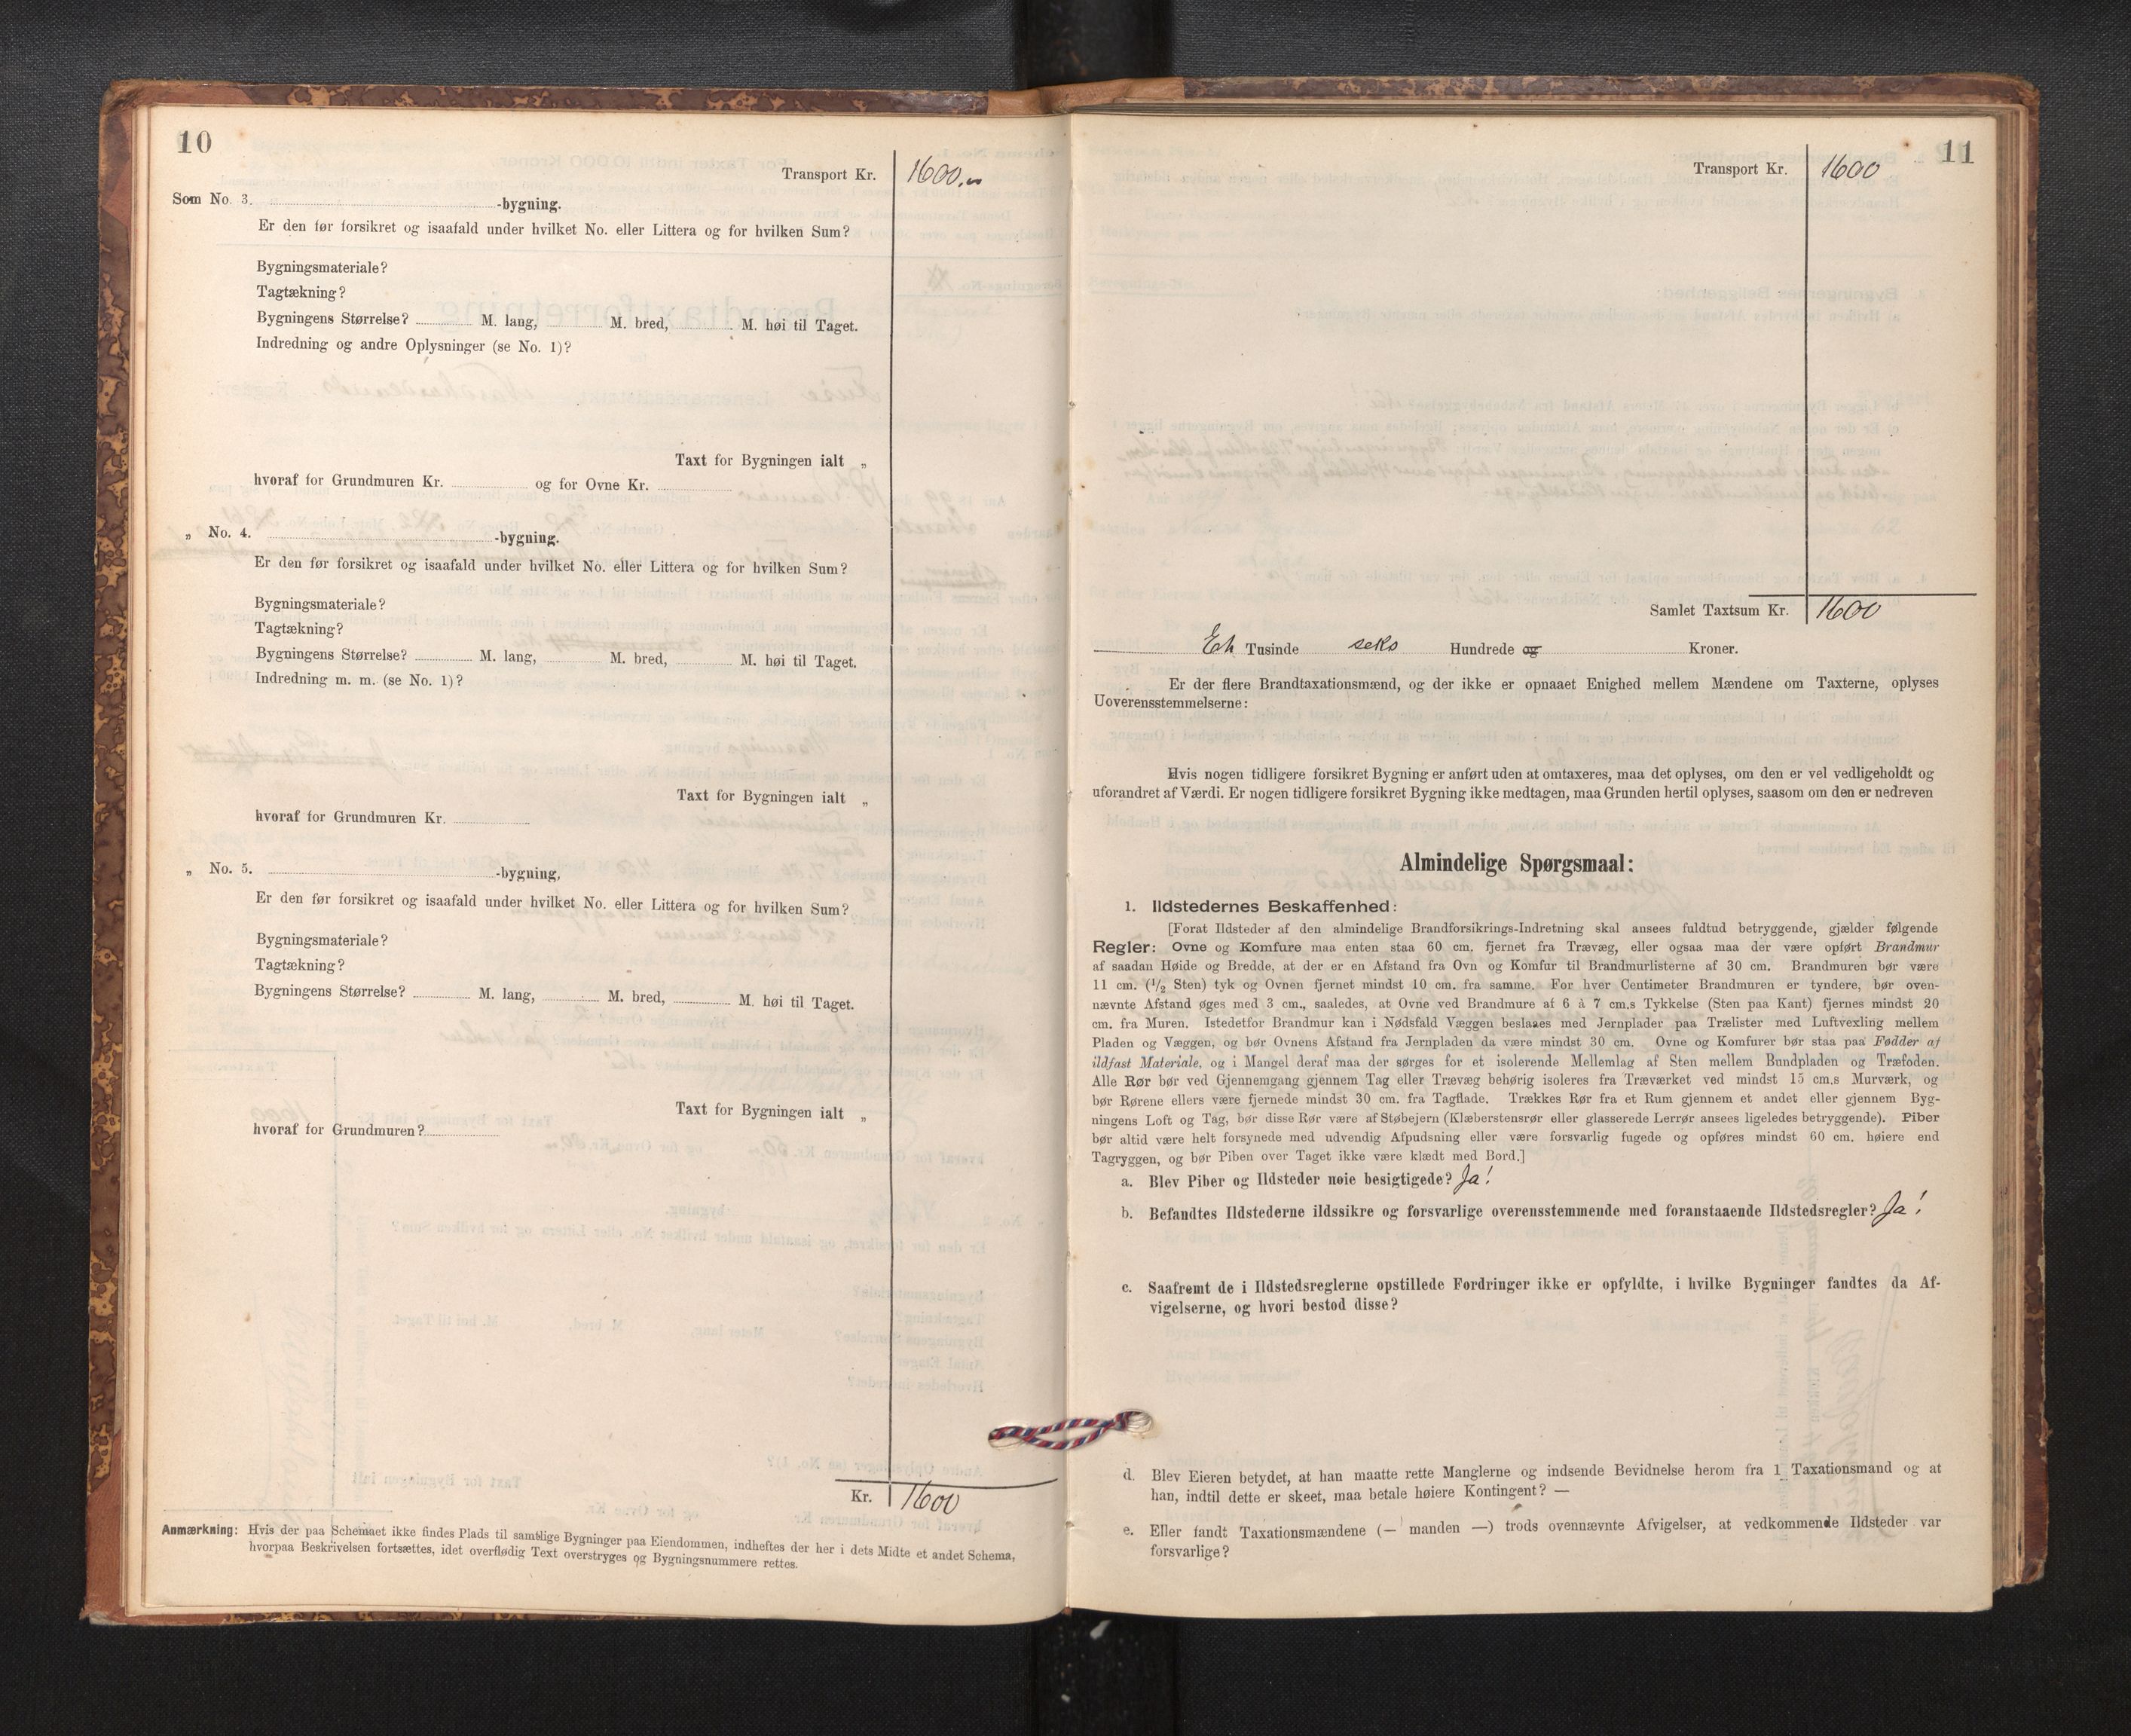 10
Transport Kr. 1600.
Som No. 3. -bygning.
Er den før forsikret og isaafald under hvilket No. eller Littera og for hvilken Sum?
Bygningsmateriale?
Tagtækning?
Bygningens Størrelse? M. lang, M. bred, M. høi til Taget.
Indredning og andre Oplysninger (se No. 1)?
Taxt for Bygningen ialt „
hvoraf for Grundmuren Kr. og for Ovne Kr.
„ No. 4. -bygning.
Er den før forsikret og isaafald under hvilket No. eller Littera og for hvilken Sum?
Bygningsmateriale?
Tagtækning?
Bygningens Størrelse? M. lang, M. bred, M. høi til Taget.
Indredning m. m. (se No. 1)?
Taxt for Bygningen ialt „
hvoraf for Grundmuren Kr.
„ No. 5. -bygning,
Er den før forsikret og isaafald under hvilket No. eller Littera og for hvilken Sum?
Bygningsmateriale?
Tagtækning?
Bygningens Størrelse? M. lang, M. bred, M. høi til Taget.
Taxt for Bygningen ialt „
hvoraf for Grundmuren?
Kr. 1600
Anmærkning: Hvis der paa Schemaet ikke findes Plads til samtlige Bygninger paa Eiendommen, indheftes der her i dets Midte et andet Schema,
hvorpaa Beskrivelsen fortsættes, idet overflødig Text overstryges og Bygningsnummere rettes.
11
Transport Kr. 1600
Samlet Taxtsum Kr. 1600
Et Tusinde seks Hundrede og Kroner.
Er der flere Brandtaxationsmænd, og der ikke er opnaaet Enighed mellem Mændene om Taxterne, oplyses
Uoverensstemmelserne:
Hvis nogen tidligere forsikret Bygning er anført uden at omtaxeres, maa det oplyses, om den er vel vedligeholdt og
uforandret af Værdi. Er nogen tidligere forsikret Bygning ikke medtagen, maa Grunden hertil oplyses, saasom om den er nedreven
Almindelige Spørgsmaal:
1. Ildstedernes Beskaffenhed:
[Forat Ildsteder af den almindelige Brandforsikrings-Indretning skal ansees fuldtud betryggende, gjælder følgende
Regler: Ovne og Komfure maa enten staa 60 cm. fjernet fra Trævæg, eller ogsaa maa der være opført Brandmur
af saadan Høide og Bredde, at der er en Afstand fra Ovn og Komfur til Brandmurlisterne af 30 cm. Brandmuren bør være
11 cm. (1/2 Sten) tyk og Ovnen fjernet mindst 10 cm. fra samme. For hver Centimeter Brandmuren er tyndere, bør oven-
nævnte Afstand øges med 3 cm., saaledes, at Ovne ved Brandmure af 6 à 7 cm.s Tykkelse (Sten paa Kant) fjernes mindst 20
cm. fra Muren. Istedetfor Brandmur kan i Nødsfald Væggen beslaaes med Jernplader paa Trælister med Luftvexling mellem
Pladen og Væggen, og bør Ovnens Afstand fra Jernpladen da være mindst 30 cm. Ovne og Komfurer bør staa paa Fødder af
ildfast Materiale, og i Mangel deraf maa der sørges for et isolerende Mellemlag af Sten mellem Bundpladen og Træfoden.
Alle Rør bør ved Gjennemgang gjennem Tag eller Trævæg behørig isoleres fra Træværket ved mindst 15 cm.s Murværk, og
bør Rørene ellers være fjernede mindst 30 cm. fra Tagflade. Trækkes Rør fra et Rum gjennem et andet eller gjennem Byg-
ningens Loft og Tag, bør disse Rør være af Støbejern (Klæberstensrør eller glasserede Lerrør ansees ligeledes betryggende). Piber
bør altid være helt forsynede med udvendig Afpudsning eller være forsvarlig fugede og opføres mindst 60 cm. høiere end
Tagryggen, og bør Piben over Taget ikke være klædt med Bord.]
a. Blev Piber og Ildsteder nøie besigtigede? Ja!
b. Befandtes Ildstederne ildssikre og forsvarlige overensstemmende med foranstaaende Ildstedsregler? Ja!
c. Saafremt de i Ildstedsreglerne opstillede Fordringer ikke er opfyldte, i hvilke Bygninger fandtes da Af-
vigelserne, og hvori bestod disse?
d. Blev Eieren betydet, at han maatte rette Manglerne og indsende Bevidnelse herom fra 1 Taxationsmand og at
han, indtil dette er skeet, maa betale høiere Kontingent? —
e. Eller fandt Taxationsmændene (— manden —) trods ovennævnte Afvigelser, at vedkommende Ildsteder var
forsvarlige?